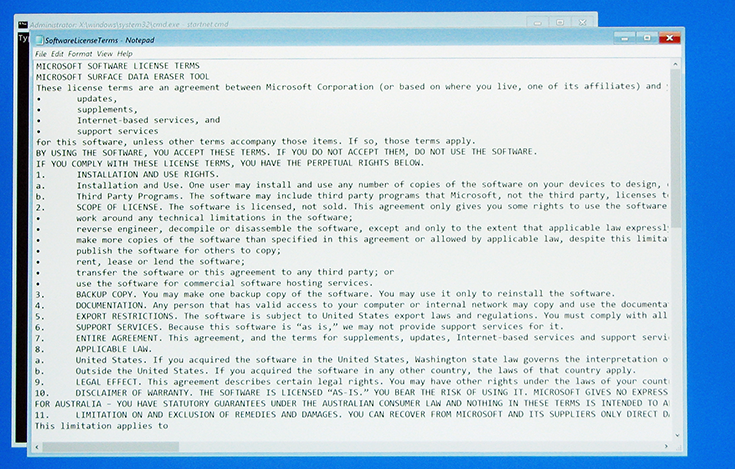 Administrator: X:\windows\system32\cmd.exe - startnet.cmd
Ty
SoftwareLicenseTerms - Notepad
File Edit Format View Help
MICROSOFT SOFTWARE LICENSE TERMS
MICROSOFT SURFACE DATA ERASER TOOL
These license terms are an agreement between Microsoft Corporation (or based on where you live, one of its affiliates) and
• updates,
• supplements,
• Internet-based services, and
• support services
for this software, unless other terms accompany those items. If so, those terms apply.
BY USING THE SOFTWARE, YOU ACCEPT THESE TERMS. IF YOU DO NOT ACCEPT THEM, DO NOT USE THE SOFTWARE.
IF YOU COMPLY WITH THESE LICENSE TERMS, YOU HAVE THE PERPETUAL RIGHTS BELOW.
1. INSTALLATION AND USE RIGHTS.
a. Installation and Use. One user may install and use any number of copies of the software on your devices to design,
b. Third Party Programs. The software may include third party programs that Microsoft, not the third party, licenses t
2. SCOPE OF LICENSE. The software is licensed, not sold. This agreement only gives you some rights to use the software
• work around any technical limitations in the software;
• reverse engineer, decompile or disassemble the software, except and only to the extent that applicable law expressl
• make more copies of the software than specified in this agreement or allowed by applicable law, despite this limita
• publish the software for others to copy;
• rent, lease or lend the software;
• transfer the software or this agreement to any third party; or
• use the software for commercial software hosting services.
3. BACKUP COPY. You may make one backup copy of the software. You may use it only to reinstall the software.
4. DOCUMENTATION. Any person that has valid access to your computer or internal network may copy and use the documenta
5. EXPORT RESTRICTIONS. The software is subject to United States export laws and regulations. You must comply with all
6. SUPPORT SERVICES. Because this software is “as is,” we may not provide support services for it.
7. ENTIRE AGREEMENT. This agreement, and the terms for supplements, updates, Internet-based services and support servi
8. APPLICABLE LAW.
a. United States. If you acquired the software in the United States, Washington state law governs the interpretation o
b. Outside the United States. If you acquired the software in any other country, the laws of that country apply.
9. LEGAL EFFECT. This agreement describes certain legal rights. You may have other rights under the laws of your count
10. DISCLAIMER OF WARRANTY. THE SOFTWARE IS LICENSED “AS-IS.” YOU BEAR THE RISK OF USING IT. MICROSOFT GIVES NO EXPRESS
FOR AUSTRALIA – YOU HAVE STATUTORY GUARANTEES UNDER THE AUSTRALIAN CONSUMER LAW AND NOTHING IN THESE TERMS IS INTENDED TO A
11. LIMITATION ON AND EXCLUSION OF REMEDIES AND DAMAGES. YOU CAN RECOVER FROM MICROSOFT AND ITS SUPPLIERS ONLY DIRECT D
This limitation applies to